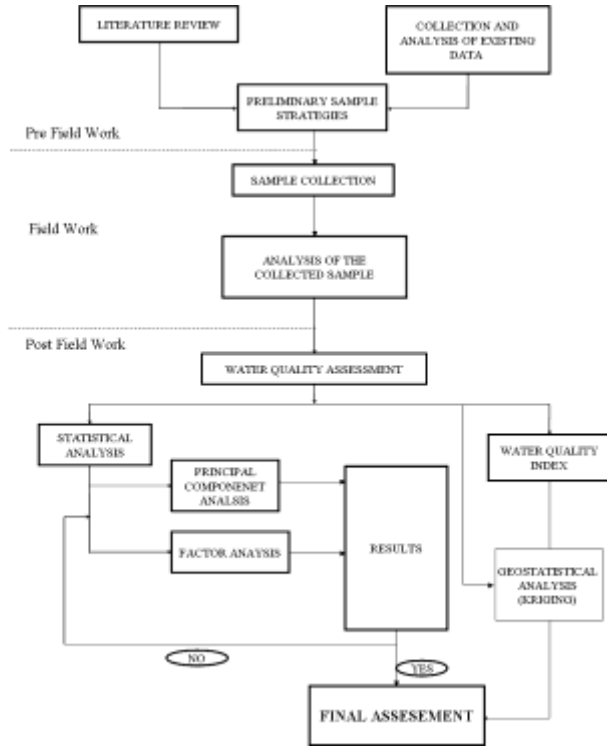 LITERATURE REVIEW
COLLECTION AND
ANALYSIS OF EXISTING
DATA
PRELIMINARY SAMPLE
STRATEGIES
Pre Field Work
SAMPLE COLLECTION
Field Work
ANALYSIS OF THE
COLLECTED SAMPLE
Post Field Work
WATER QUALITY ASSESSMENT
STATISTICAL
ANALYSIS
WATER QUALITY
INDEX
PRINCIPAL
COMPONENET
ANALSIS
FACTOR ANAYSIS
RESULTS
GEOSTATISTICAL
ANALYSIS
(KRIGING)
NO
YES
FINAL ASSESEMENT